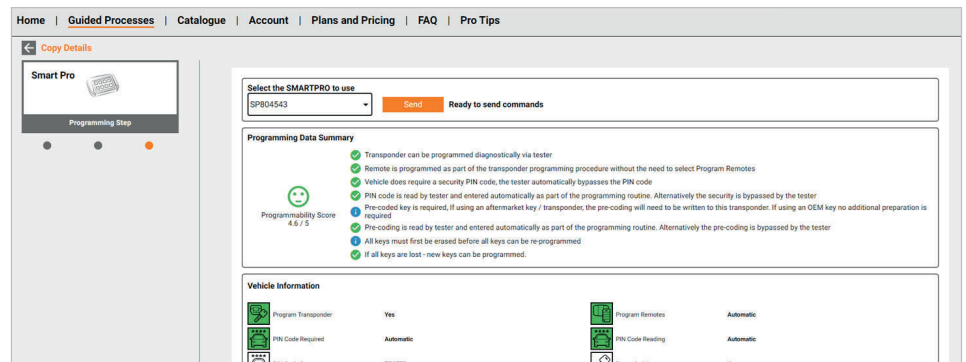 Home | Guided Processes | Catalogue | Account | Plans and Pricing | FAQ | Pro Tips
Copy Details
Smart Pro
Programming Step
Select the SMARTPRO to use
SP804543
Send
Ready to send commands
Programming Data Summary
Programmability Score
4.6 / 5
Transponder can be programmed diagnostically via tester
Remote is programmed as part of the transponder programming procedure without the need to select Program Remotes
Vehicle does require a security PIN code, the tester automatically bypasses the PIN code
PIN code is read by tester and entered automatically as part of the programming routine. Alternatively the security is bypassed by the tester
Pre-coded key is required, If using an aftermarket key / transponder, the pre-coding will need to be written to this transponder. If using an OEM key no additional preparation is
required
Pre-coding is read by tester and entered automatically as part of the programming routine. Alternatively the pre-coding is bypassed by the tester
All keys must first be erased before all keys can be re-programmed
If all keys are lost - new keys can be programmed.
Vehicle Information
Program Transponder Yes
Program Remotes Automatic
PIN Code Required Automatic
PIN Code Reading Automatic